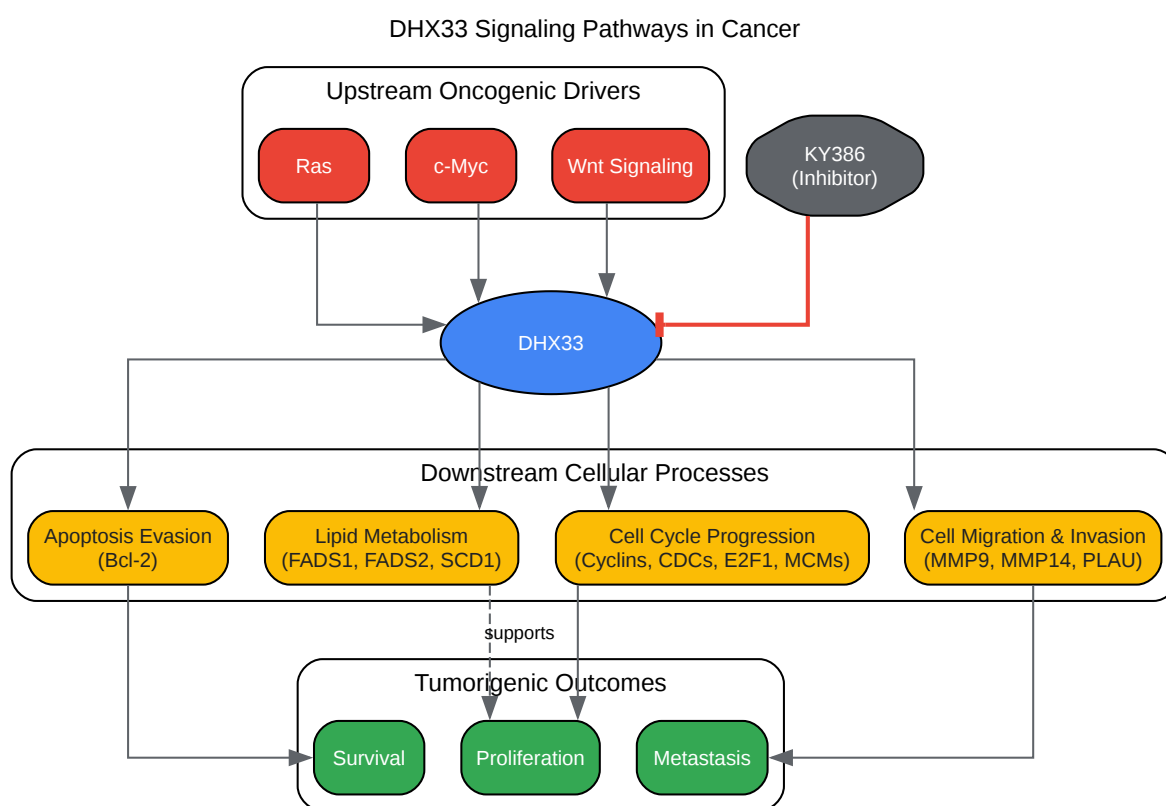 DHX33 Signaling Pathways in Cancer
Upstream Oncogenic Drivers
Ras
c-Myc
Wnt Signaling
KY386
(Inhibitor)
DHX33
Downstream Cellular Processes
Apoptosis Evasion
(Bcl-2)
Lipid Metabolism
(FADS1, FADS2, SCD1)
Cell Cycle Progression
(Cyclins, CDCs, E2F1, MCMs)
Cell Migration & Invasion
(MMP9, MMP14, PLAU)
supports
Tumorigenic Outcomes
Survival
Proliferation
Metastasis